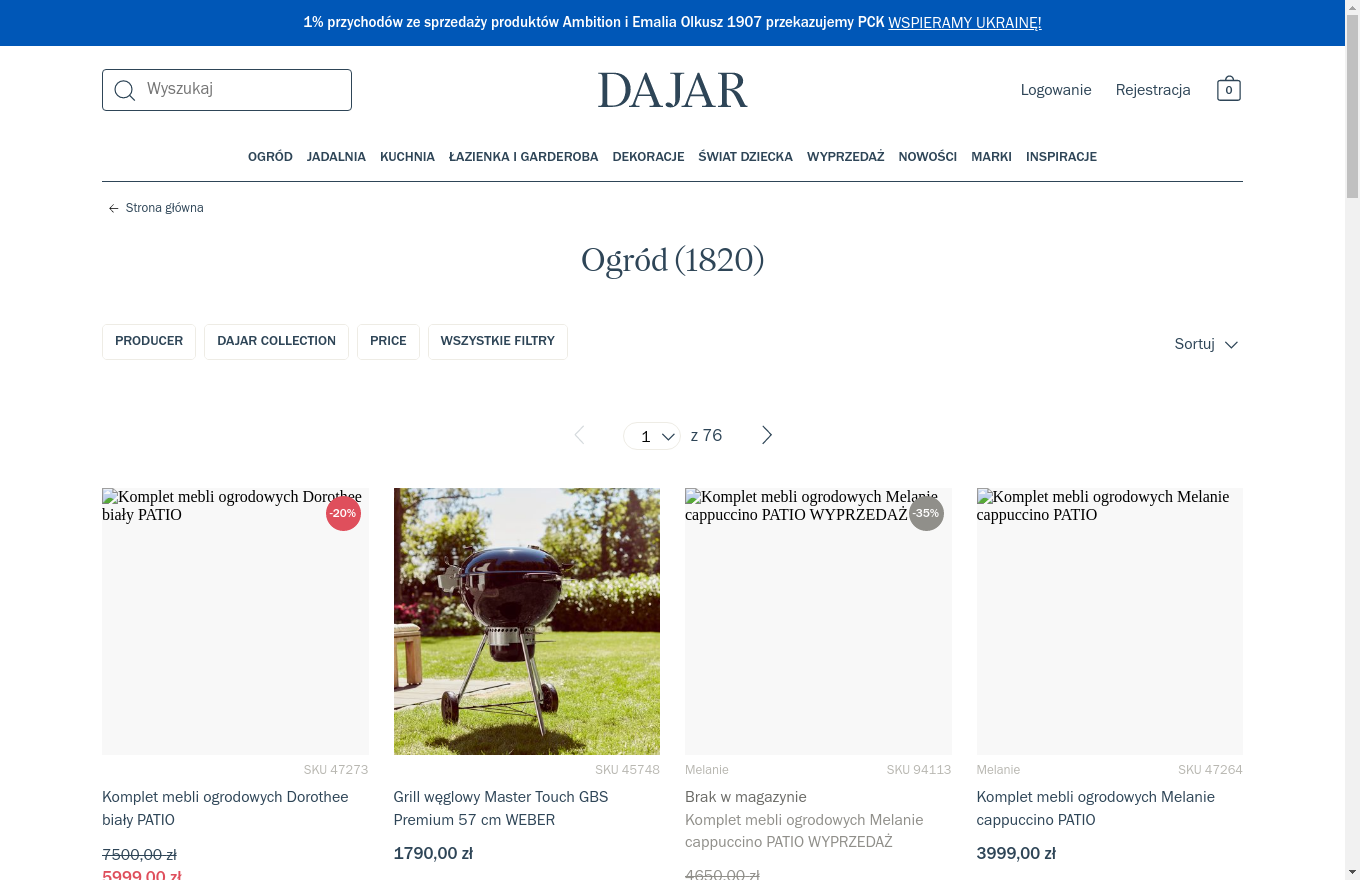 1% przychodów ze sprzedaży produktów Ambition i Emalia Olkusz 1907 przekazujemy PCK WSPIERAMY UKRAINĘ!
Wyszukaj
DAJAR
Logowanie Rejestracja 0
OGRÓD JADALNIA KUCHNIA ŁAZIENKA I GARDEROBA DEKORACJE ŚWIAT DZIECKA WYPRZEDAŻ NOWOŚCI MARKI INSPIRACJE
Strona główna
Ogród (1820)
PRODUCER DAJAR COLLECTION PRICE WSZYSTKIE FILTRY
Sortuj
1 z 76
Komplet mebli ogrodowych Dorothee
biały PATIO
-20%
SKU 47273
Komplet mebli ogrodowych Dorothee
biały PATIO
7500,00 zł
5999,00 zł
SKU 45748
Grill węglowy Master Touch GBS
Premium 57 cm WEBER
1790,00 zł
Komplet mebli ogrodowych Melanie
cappuccino PATIO WYPRZEDAŻ
-35%
Melanie SKU 94113
Brak w magazynie
Komplet mebli ogrodowych Melanie
cappuccino PATIO WYPRZEDAŻ
4650,00 zł
Komplet mebli ogrodowych Melanie
cappuccino PATIO
Melanie SKU 47264
Komplet mebli ogrodowych Melanie
cappuccino PATIO
3999,00 zł